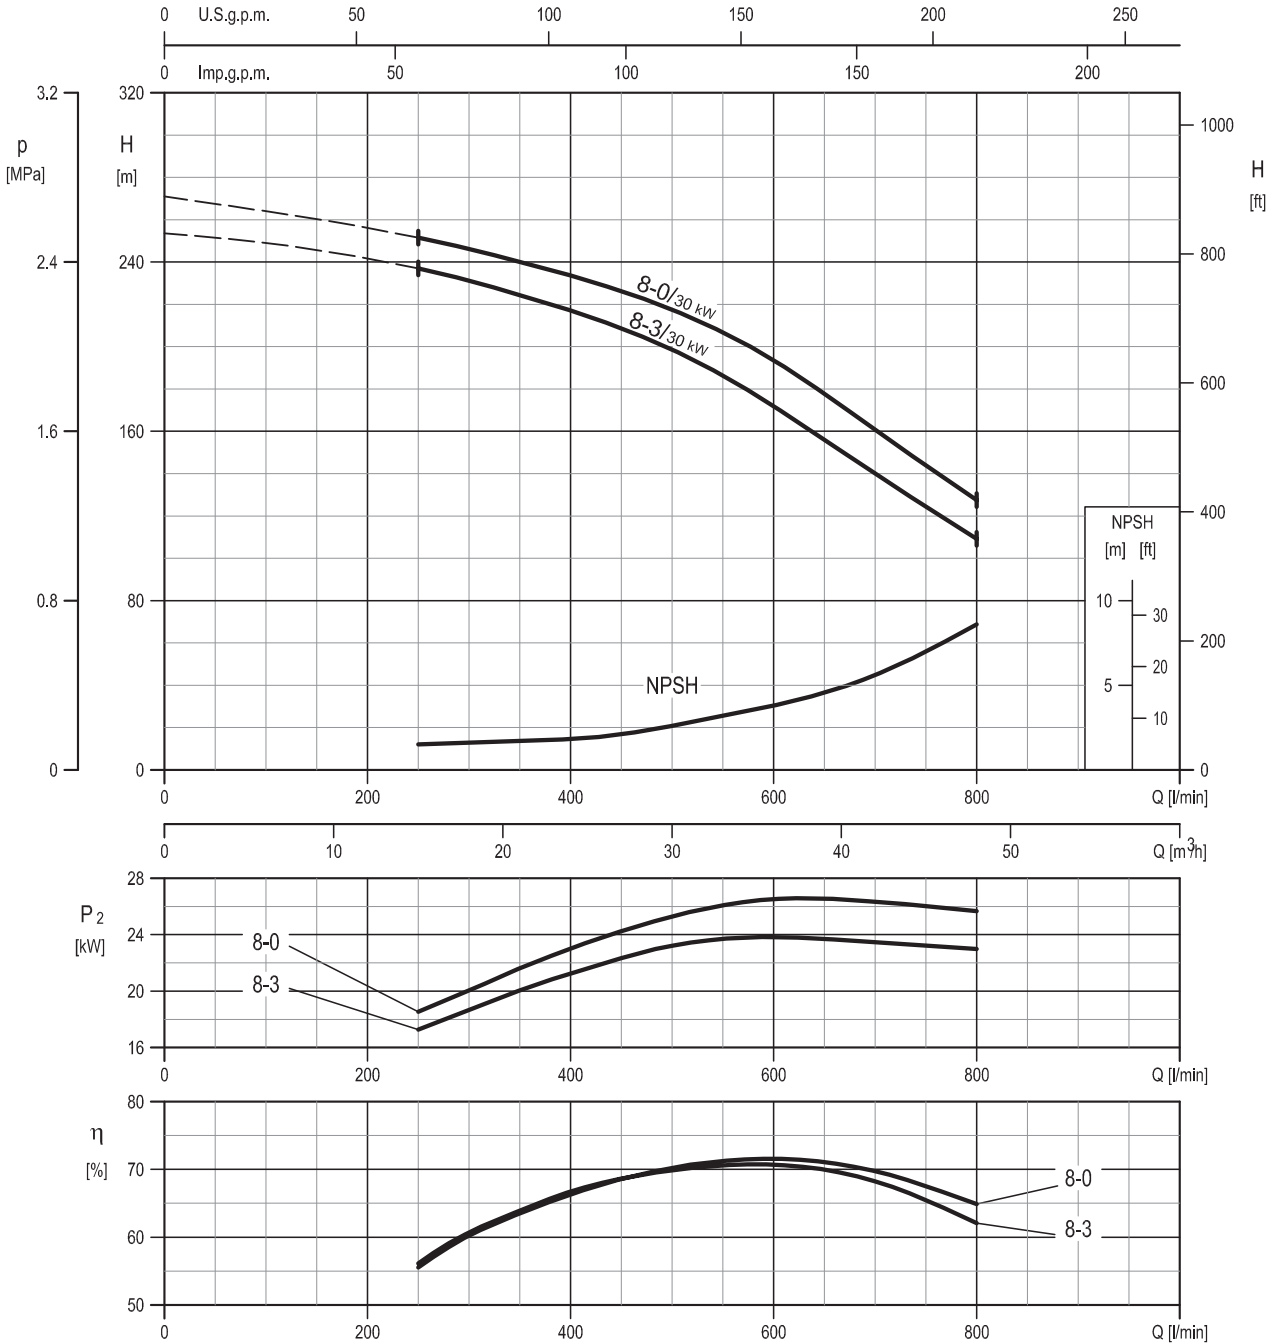 0 U.S.g.p.m. 50 100 150 200 250
0 Imp.g.p.m. 50 100 150 200
3.2 320
p H 1000
[MPa] [m] H
[ft]
2.4 240 800
8-0/30 kW
8-3/30 kW
600
1.6 160
400
NPSH
[m] [ft]
0.8 80 10 30
200
NPSH 5 20
10
0 0 0
0 200 400 600 800 Q [l/min]
0 10 20 30 40 50 Q [m³/h]
28
P2
[kW] 24
8-0
8-3
20
16
0 200 400 600 800 Q [l/min]
80
η
[%] 70
8-0
8-3
60
50
0 200 400 600 800 Q [l/min]